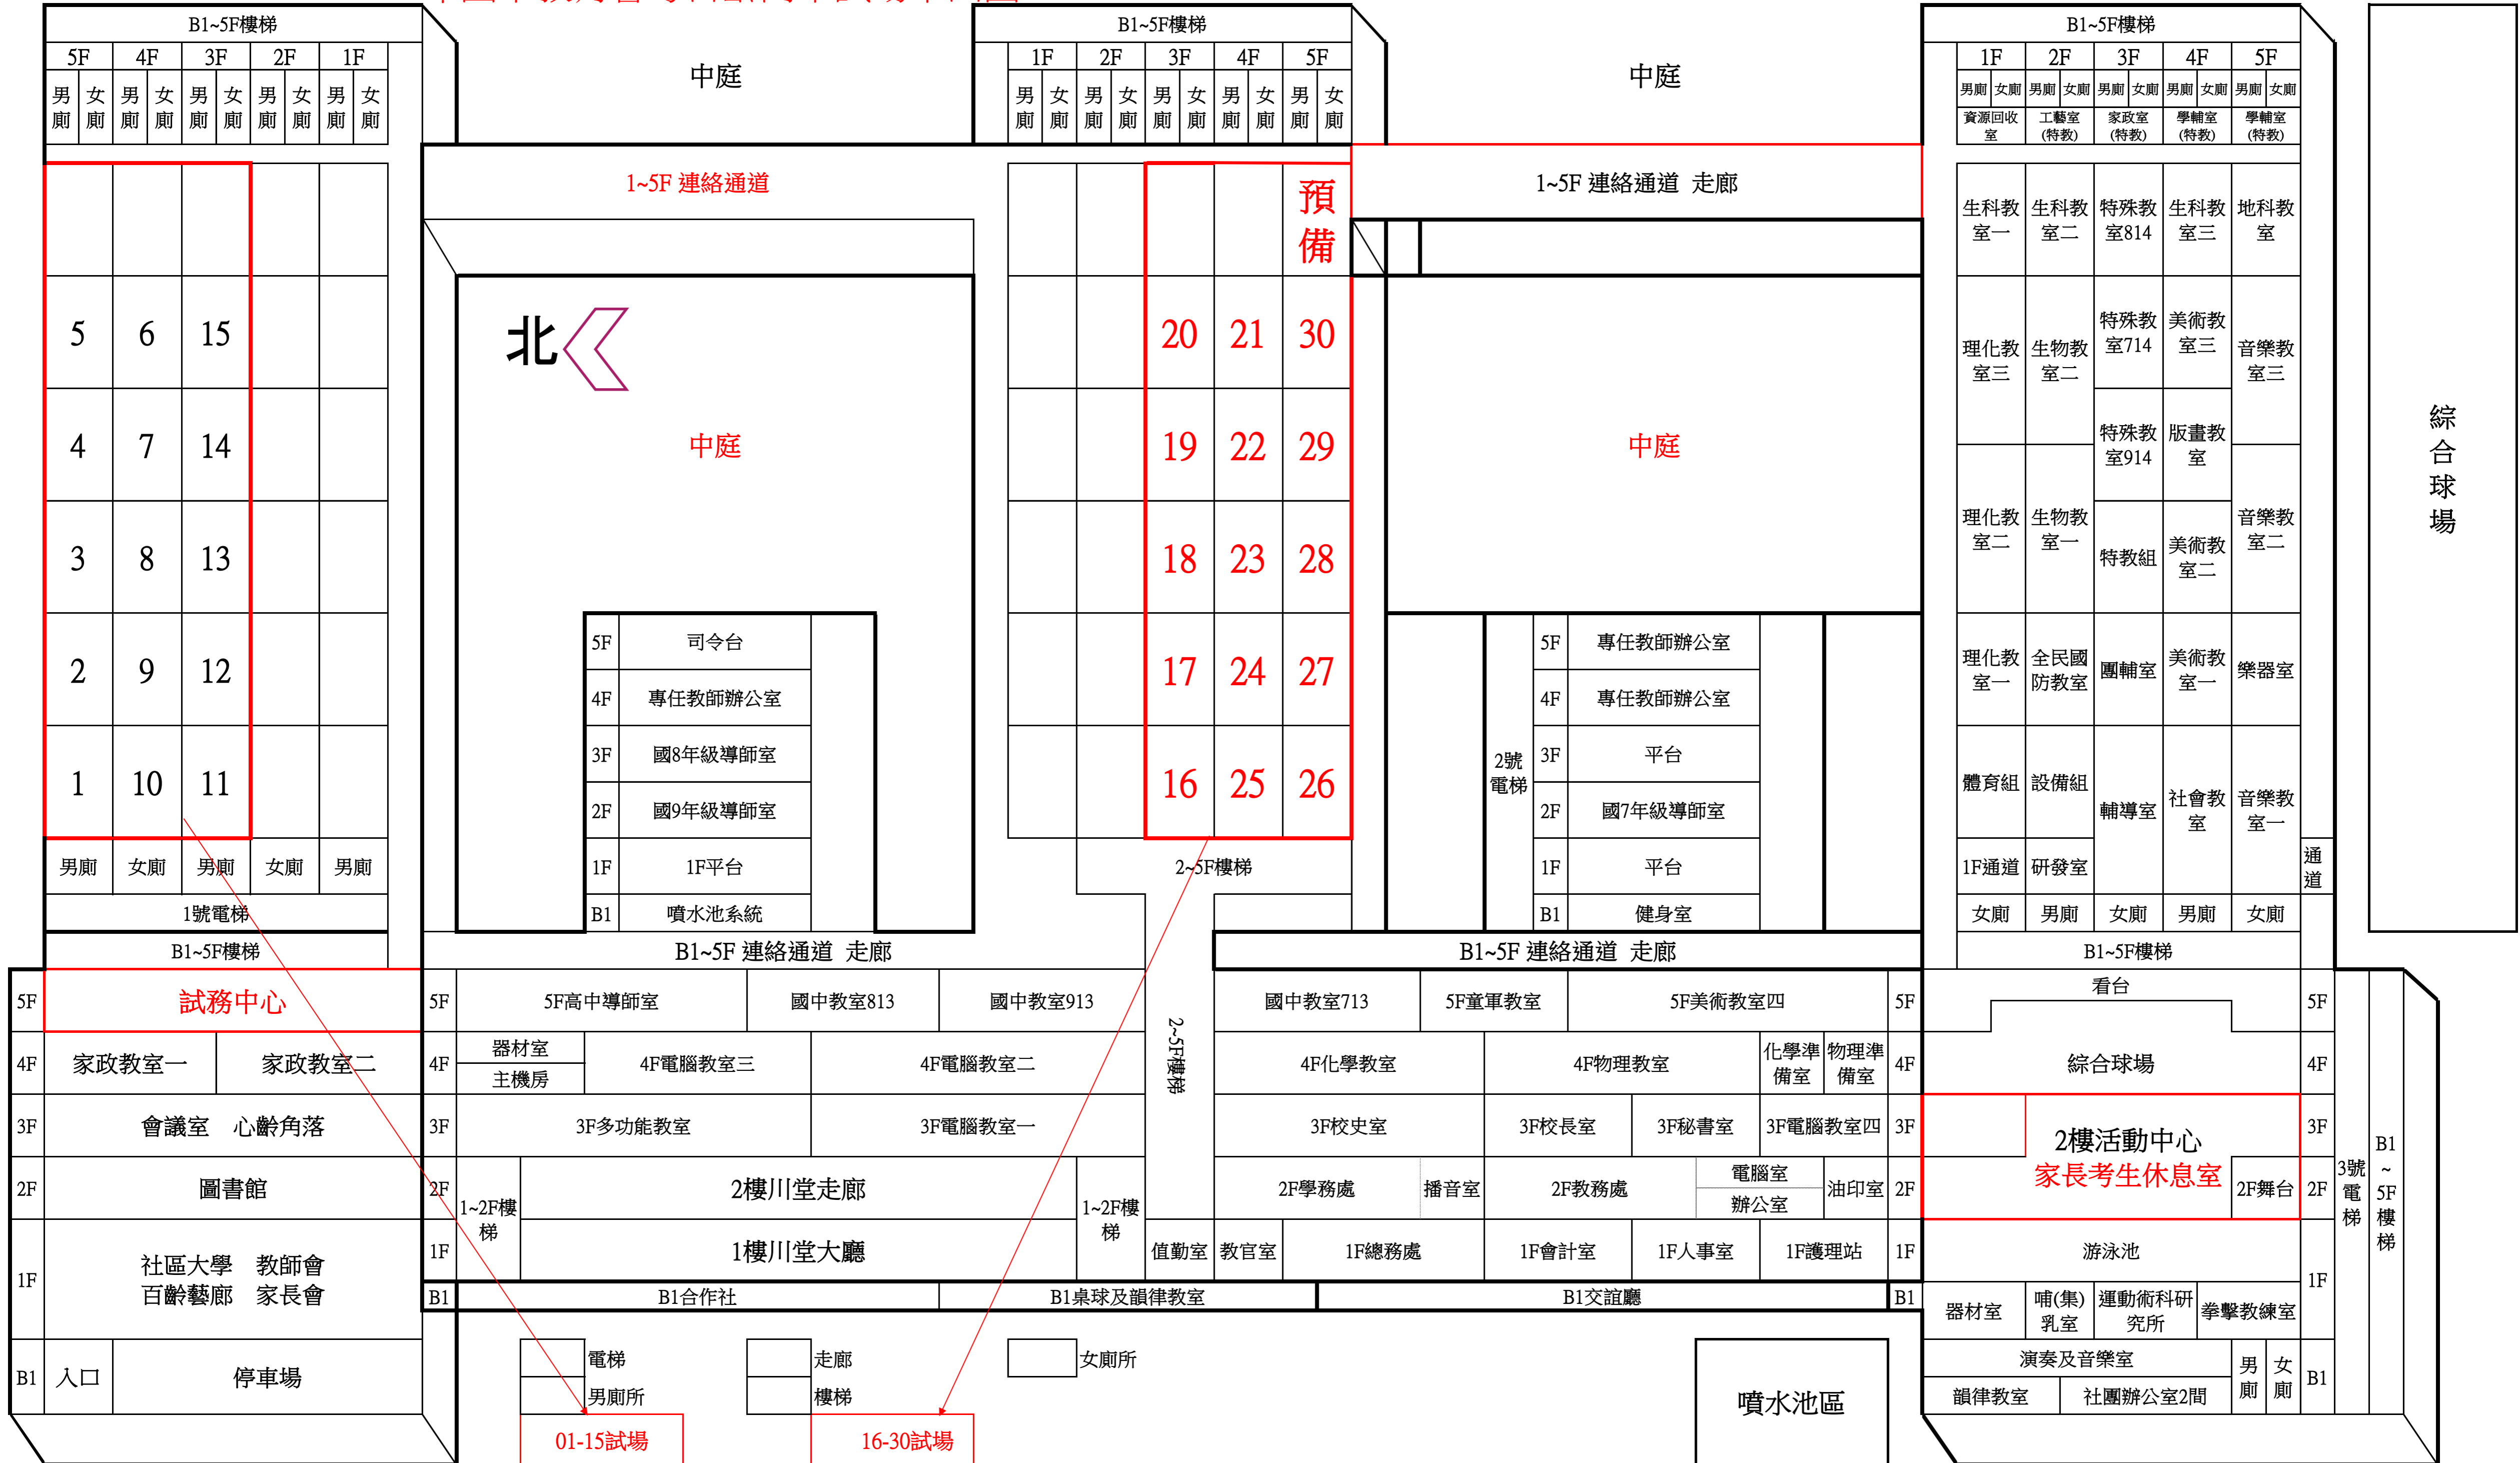 B1~5F樓梯
5F 4F 3F 2F 1F
男廁 女廁 男廁 女廁 男廁 女廁 男廁 女廁 男廁 女廁
中庭
B1~5F樓梯
1F 2F 3F 4F 5F
男廁 女廁 男廁 女廁 男廁 女廁 男廁 女廁 男廁 女廁
中庭
B1~5F樓梯
1F 2F 3F 4F 5F
男廁 女廁 男廁 女廁 男廁 女廁 男廁 女廁 男廁 女廁
資源回收室 工藝室(特教) 家政室(特教) 學輔室(特教) 學輔室(特教)
綜合球場
1~5F 連絡通道
預備
1~5F 連絡通道 走廊
生科教室一 生科教室二 特殊教室814 生科教室三 地科教室
5 6 15
4 7 14
3 8 13
2 9 12
1 10 11
北
中庭
20 21 30
19 22 29
18 23 28
17 24 27
16 25 26
中庭
理化教室三 生物教室二 特殊教室714 美術教室三 音樂教室三
特殊教室914 版畫教室
理化教室二 生物教室一 特教組 美術教室二 音樂教室二
理化教室一 全民國防教室 團輔室 美術教室一 樂器室
體育組 設備組 輔導室 社會教室 音樂教室一
1F通道 研發室 通道
女廁 男廁 女廁 男廁 女廁
B1~5F樓梯
5F 司令台
4F 專任教師辦公室
3F 國8年級導師室
2F 國9年級導師室
1F 1F平台
B1 噴水池系統
2號電梯
5F 專任教師辦公室
4F 專任教師辦公室
3F 平台
2F 國7年級導師室
1F 平台
B1 健身室
男廁 女廁 男廁 女廁 男廁
1號電梯
B1~5F樓梯
2~5F樓梯
B1~5F 連絡通道 走廊
B1~5F 連絡通道 走廊
5F 試務中心 5F 5F高中導師室 國中教室813 國中教室913 2~5F樓梯 國中教室713 5F童軍教室 5F美術教室四 5F 看台 5F
4F 家政教室一 家政教室二 4F 器材室 主機房 4F電腦教室三 4F電腦教室二 4F化學教室 4F物理教室 化學準備室 物理準備室 4F 綜合球場 4F
3F 會議室 心齡角落 3F 3F多功能教室 3F電腦教室一 3F校史室 3F校長室 3F秘書室 3F電腦教室四 3F 2樓活動中心 3F
家長考生休息室
2F 圖書館 2F 1~2F樓梯 2樓川堂走廊 1~2F樓梯 2F學務處 播音室 2F教務處 電腦室 辦公室 油印室 2F 2F舞台 2F
3號電梯 B1~5F樓梯
1F 社區大學 教師會 1F 1樓川堂大廳 值勤室 教官室 1F總務處 1F會計室 1F人事室 1F護理站 1F 游泳池 1F
百齡藝廊 家長會
B1 B1合作社 B1桌球及韻律教室 B1交誼廳 B1 器材室 哺(集)乳室 運動術科研究所 拳擊教練室
B1 入口 停車場
電梯 走廊 女廁所
男廁所 樓梯
01-15試場 16-30試場
噴水池區
演奏及音樂室 男廁 女廁 B1
韻律教室 社團辦公室2間